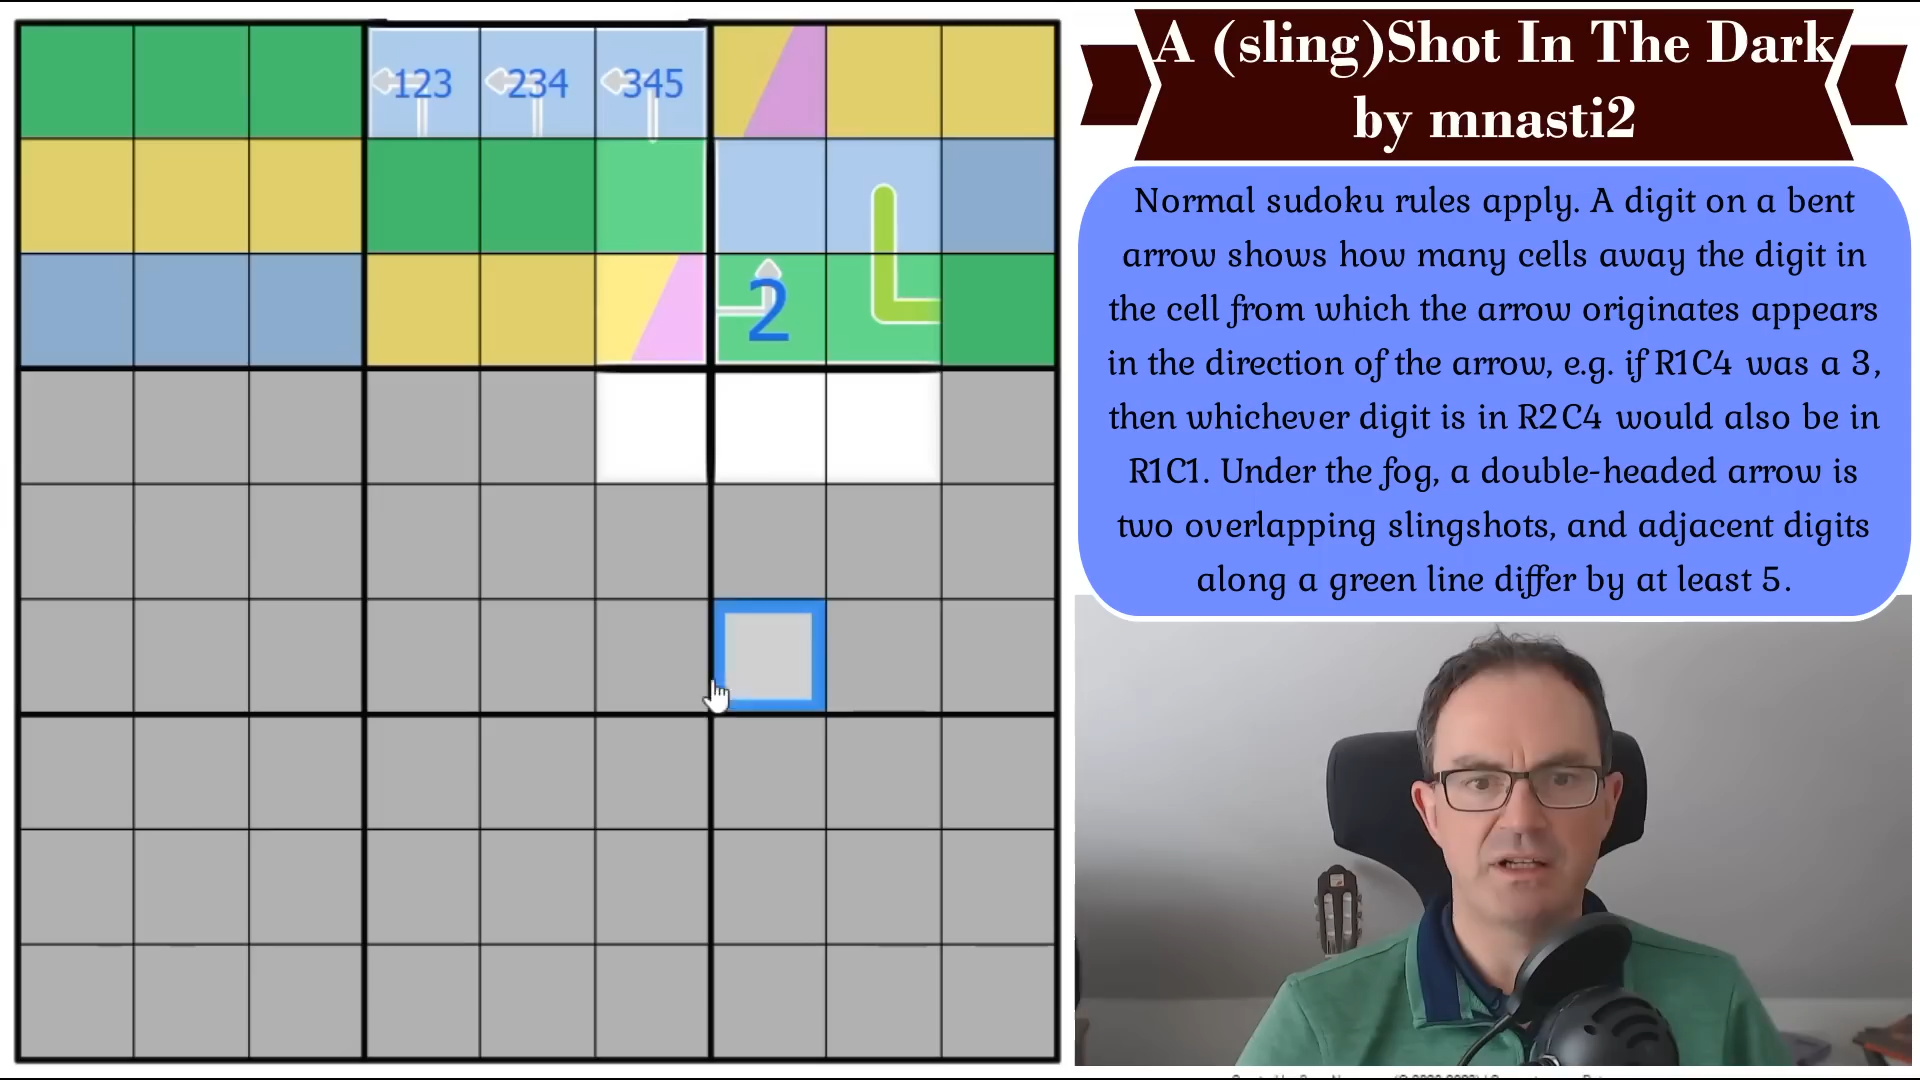 A (sling)Shot In The Dark
by mnasti2
Normal sudoku rules apply. A digit on a bent
arrow shows how many cells away the digit in
the cell from which the arrow originates appears
in the direction of the arrow, e.g. if R1C4 was a 3,
then whichever digit is in R2C4 would also be in
R1C1. Under the fog, a double-headed arrow is
two overlapping slingshots, and adjacent digits
along a green line differ by at least 5.
123 234 345
2